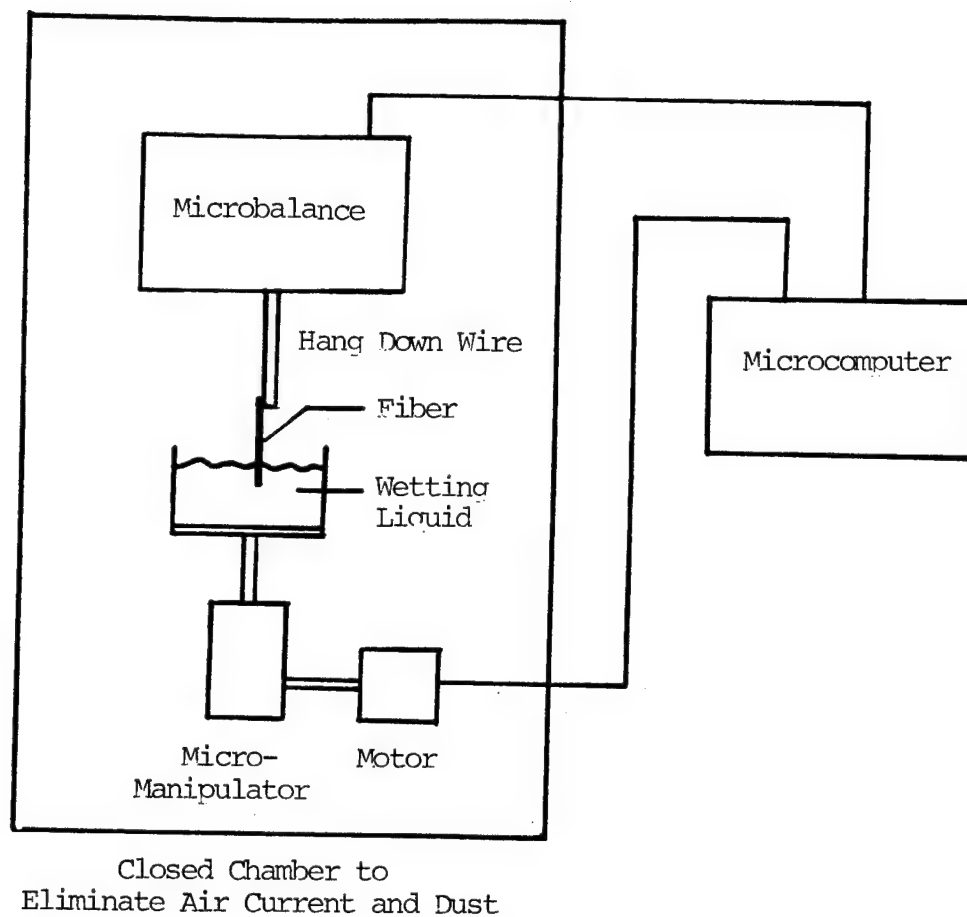 Microbalance
Hang Down Wire
Microcomputer
Fiber
Wetting
Liquid
Micro-
Manipulator
Motor
Closed Chamber to
Eliminate Air Current and Dust